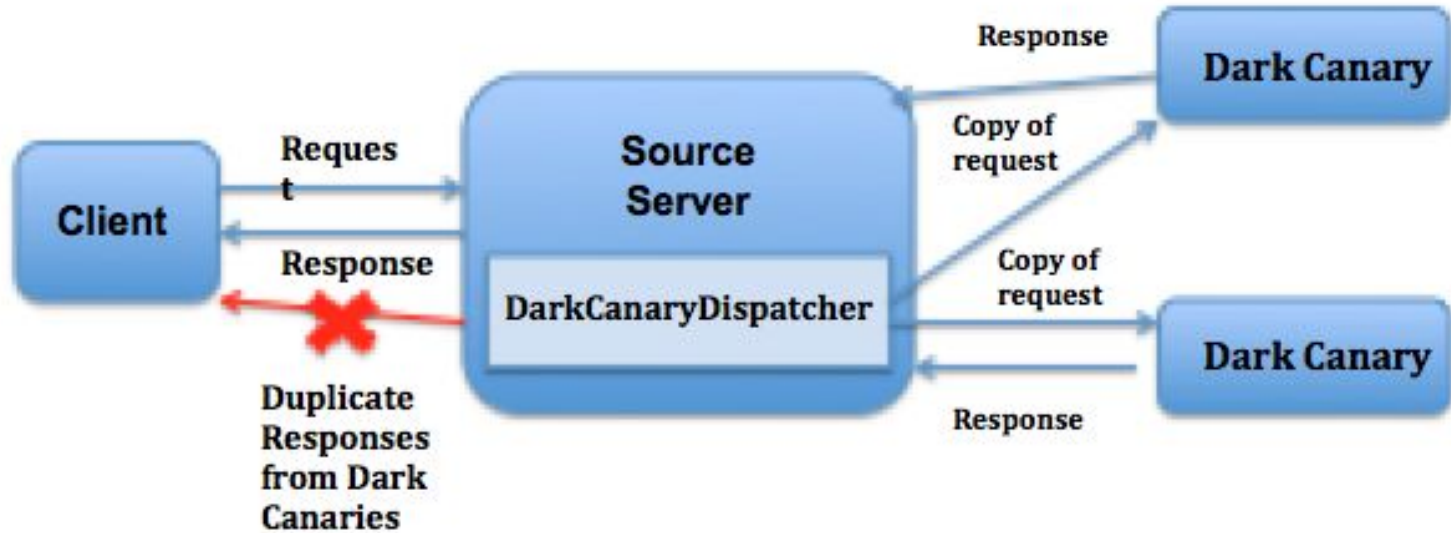 Response
Dark Canary
Copy of
request
Reques
t
Source
Server
Client
Response
Copy of
request
DarkCanaryDispatcher
Dark Canary
Duplicate
Responses
from Dark
Canaries
Response